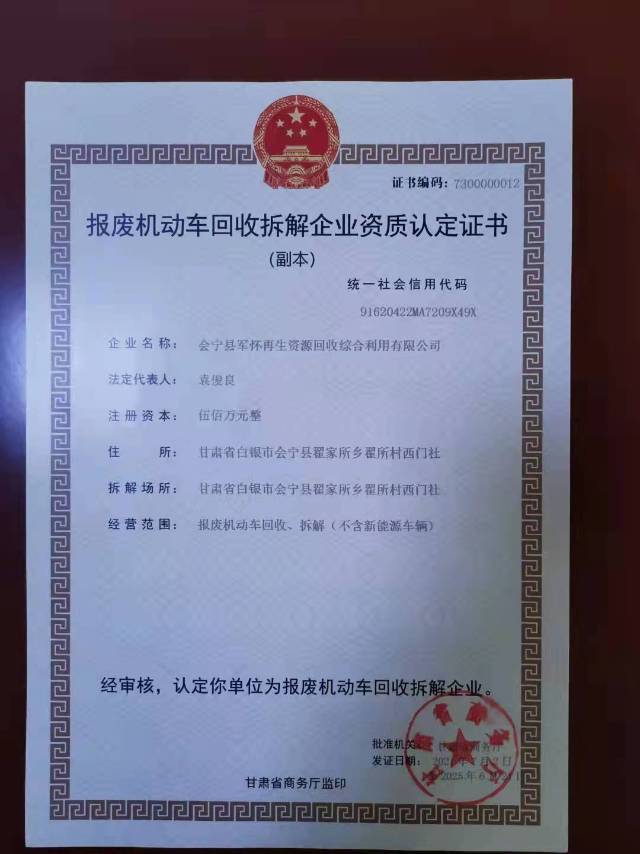 证书编码：7300000012
报废机动车回收拆解企业资质认定证书
（副本）
统一社会信用代码
91620422MA7209X49X
企业名称： 会宁县军怀再生资源回收综合利用有限公司
法定代表人： 袁俊良
注册资本： 伍佰万元整
住所： 甘肃省白银市会宁县翟家所乡翟所村西门社
拆解场所： 甘肃省白银市会宁县翟家所乡翟所村西门社
经营范围： 报废机动车回收、拆解（不含新能源车辆）
经审核，认定你单位为报废机动车回收拆解企业。
批准机关： 甘肃省商务厅
发证日期：
甘肃省商务厅监印